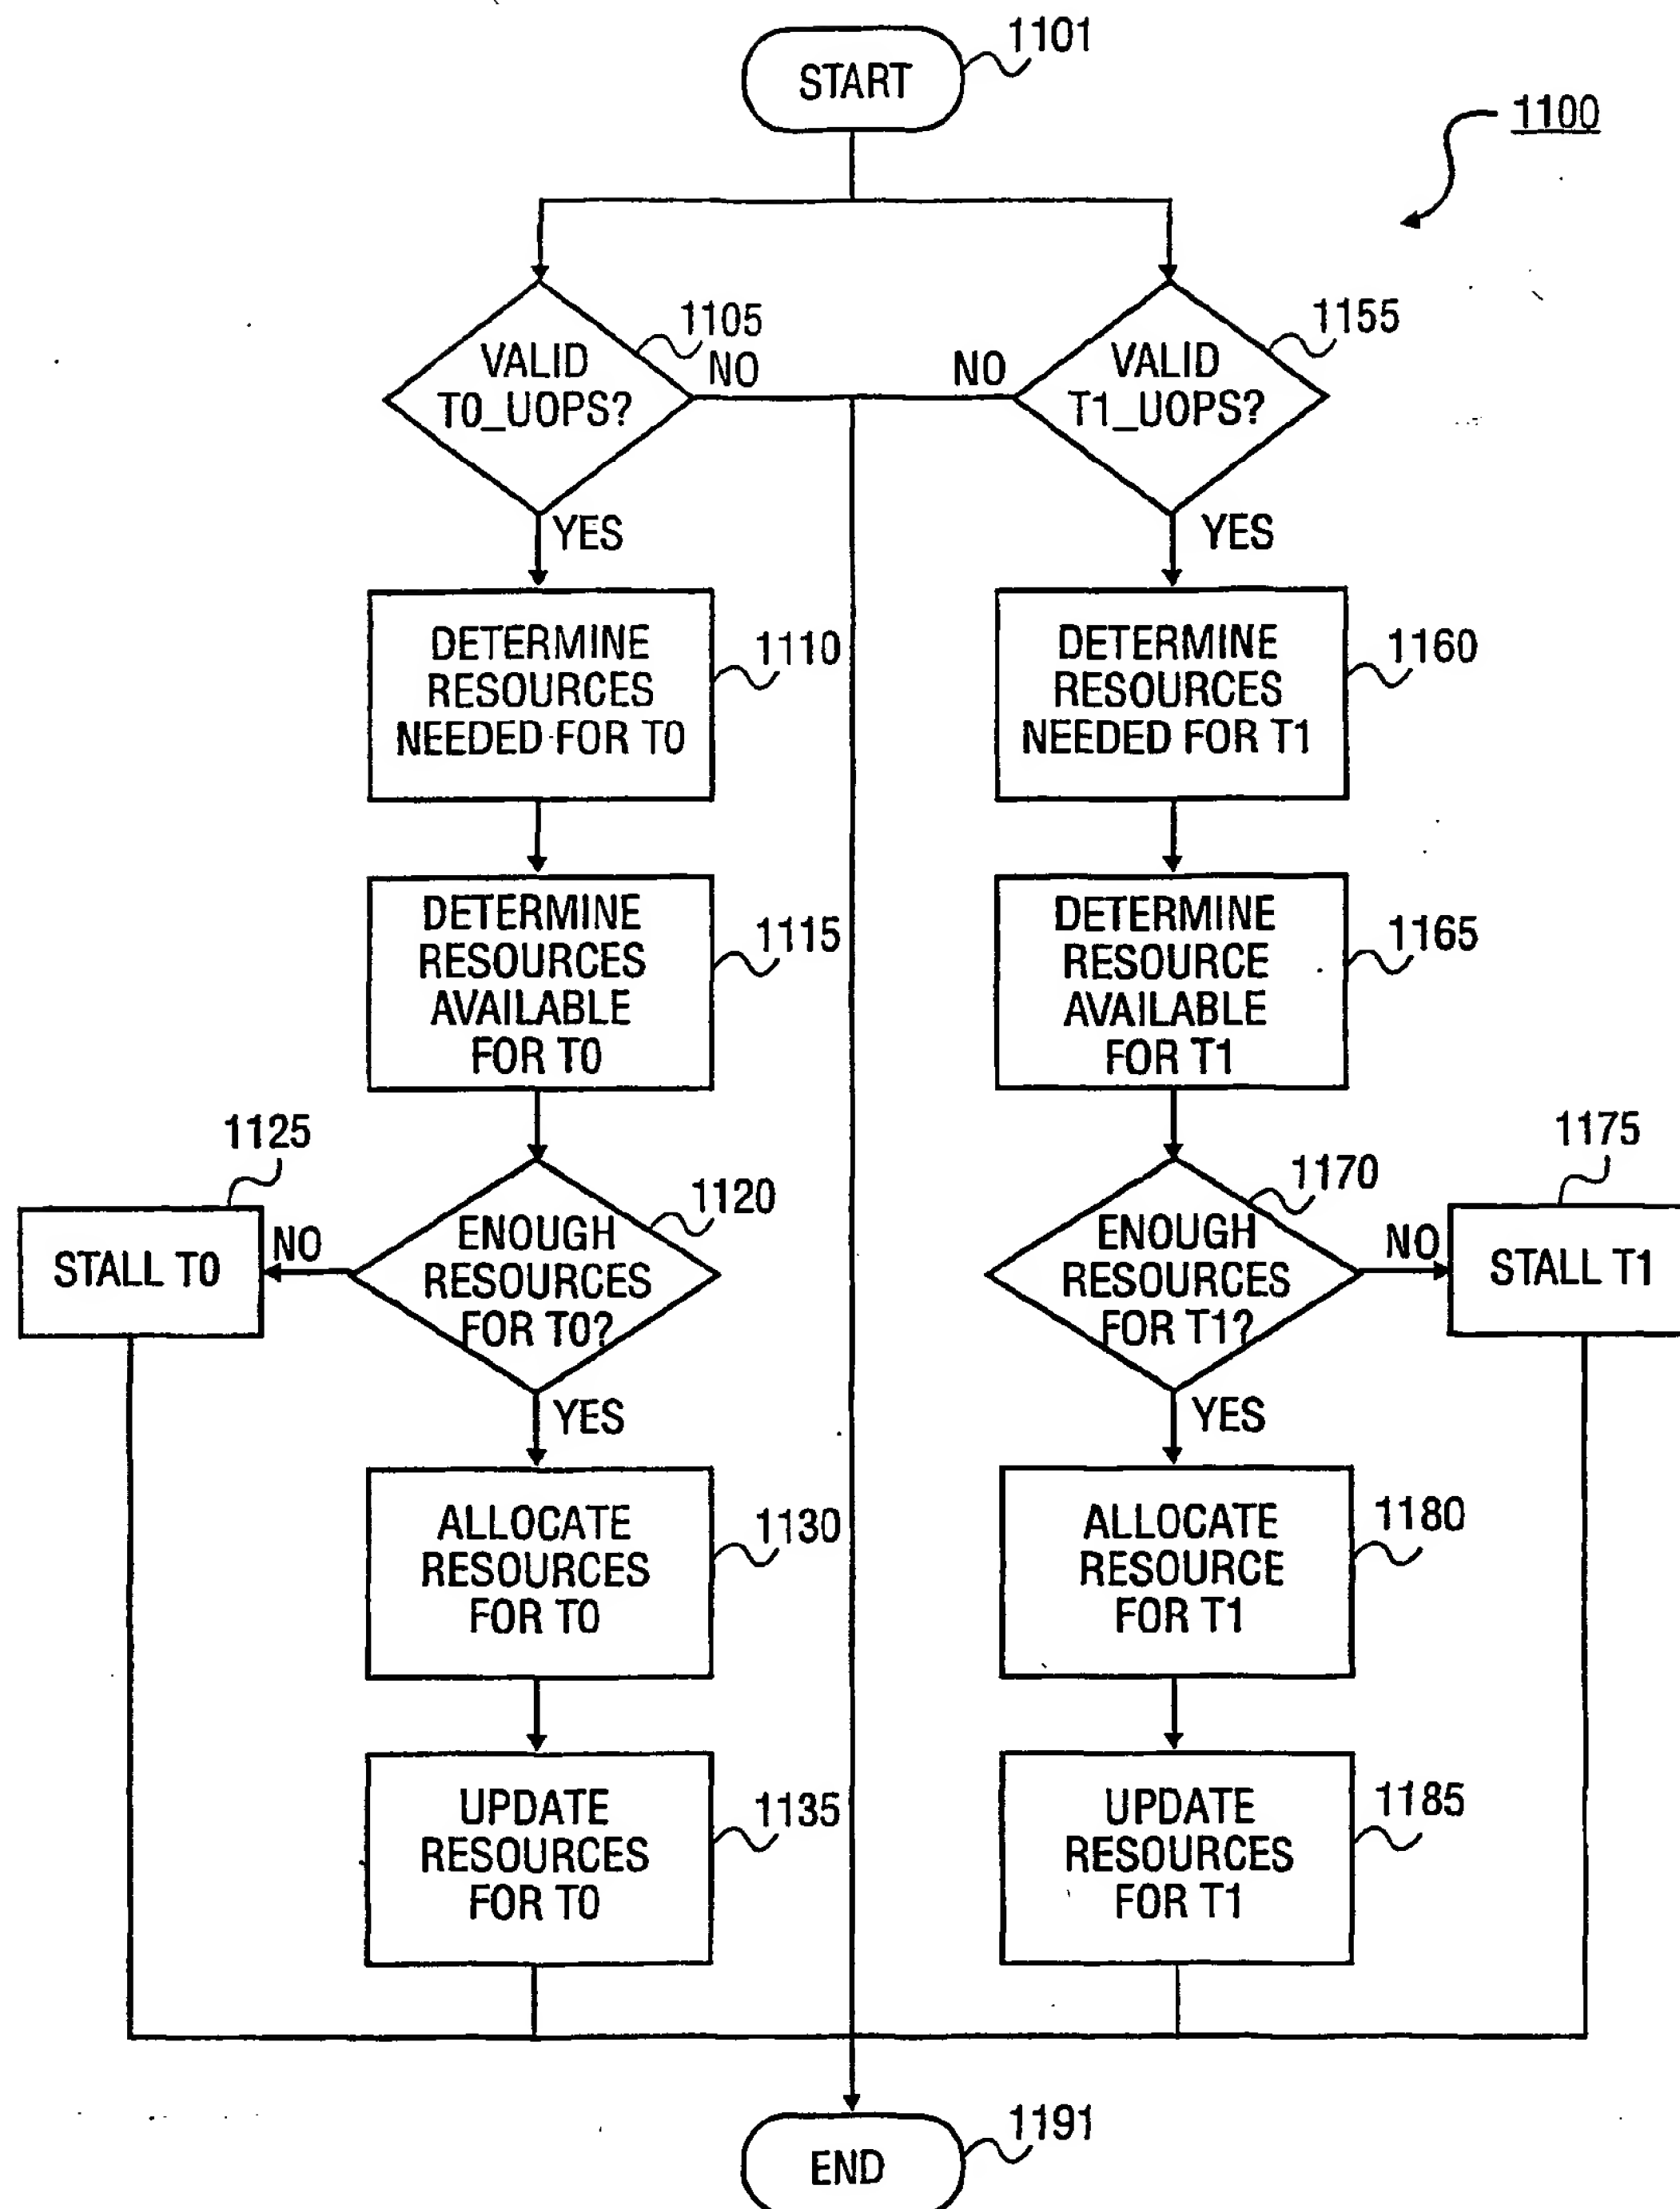 START
1101
1100
VALID
T0_UOPS?
1105
NO
NO
VALID
T1_UOPS?
1155
YES
YES
DETERMINE
RESOURCES
NEEDED FOR T0
1110
DETERMINE
RESOURCES
NEEDED FOR T1
1160
DETERMINE
RESOURCES
AVAILABLE
FOR T0
1115
DETERMINE
RESOURCE
AVAILABLE
FOR T1
1165
1125
STALL T0
NO
ENOUGH
RESOURCES
FOR T0?
1120
ENOUGH
RESOURCES
FOR T1?
1170
NO
1175
STALL T1
YES
YES
ALLOCATE
RESOURCES
FOR T0
1130
ALLOCATE
RESOURCE
FOR T1
1180
UPDATE
RESOURCES
FOR T0
1135
UPDATE
RESOURCES
FOR T1
1185
END
1191